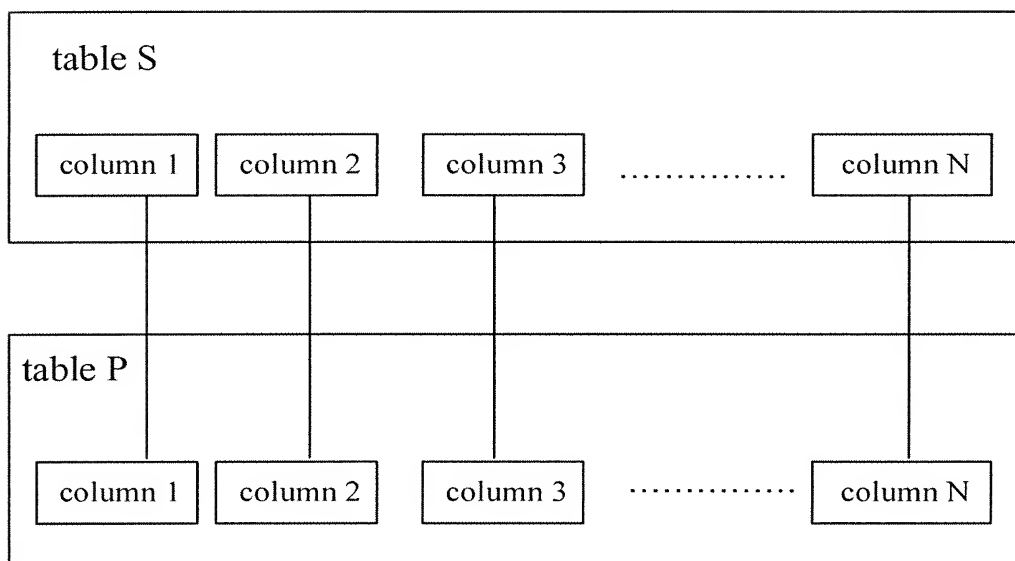 table S
column 1 column 2 column 3 ............... column N
table P
column 1 column 2 column 3 ............... column N